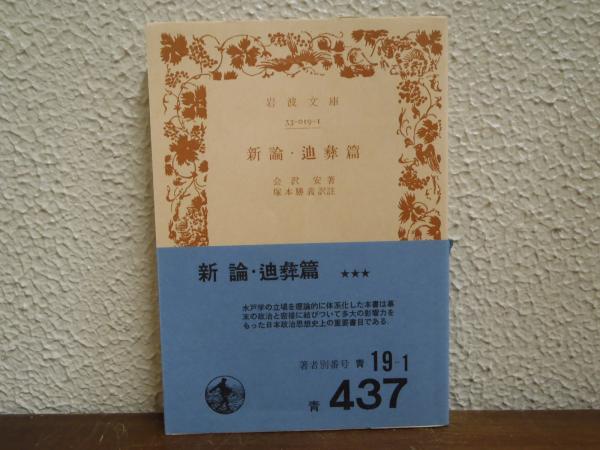 岩波文庫
33-019-1
新論・迪彝篇
会沢安著
塚本勝義訳註
新論・迪彝篇 ★★★
水戸学の立場を理論的に体系化した本書は幕
末の政治と密接に結びついて多大の影響力を
もった日本政治思想史上の重要書目である.
著者別番号 青 19-1
青 437